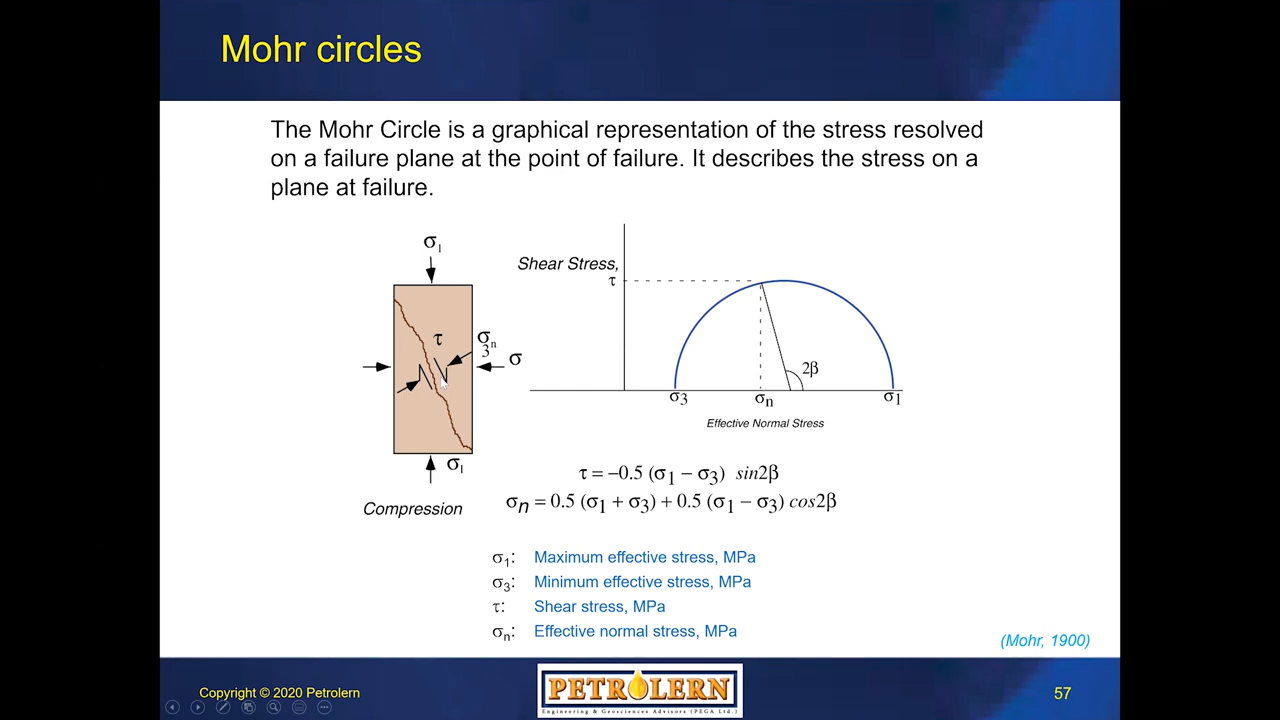 Mohr circles
The Mohr Circle is a graphical representation of the stress resolved
on a failure plane at the point of failure. It describes the stress on a
plane at failure.
σ1
τ
σn
3
σ
σ1
Compression
Shear Stress,
τ
2β
σ3
σn
σ1
Effective Normal Stress
τ = −0.5 (σ1 − σ3) sin2β
σn = 0.5 (σ1 + σ3) + 0.5 (σ1 − σ3) cos2β
σ1: Maximum effective stress, MPa
σ3: Minimum effective stress, MPa
τ: Shear stress, MPa
σn: Effective normal stress, MPa
(Mohr, 1900)
Copyright © 2020 Petrolern
PETROLERN
Engineering & Geosciences Advisors (PEGA Ltd.)
57